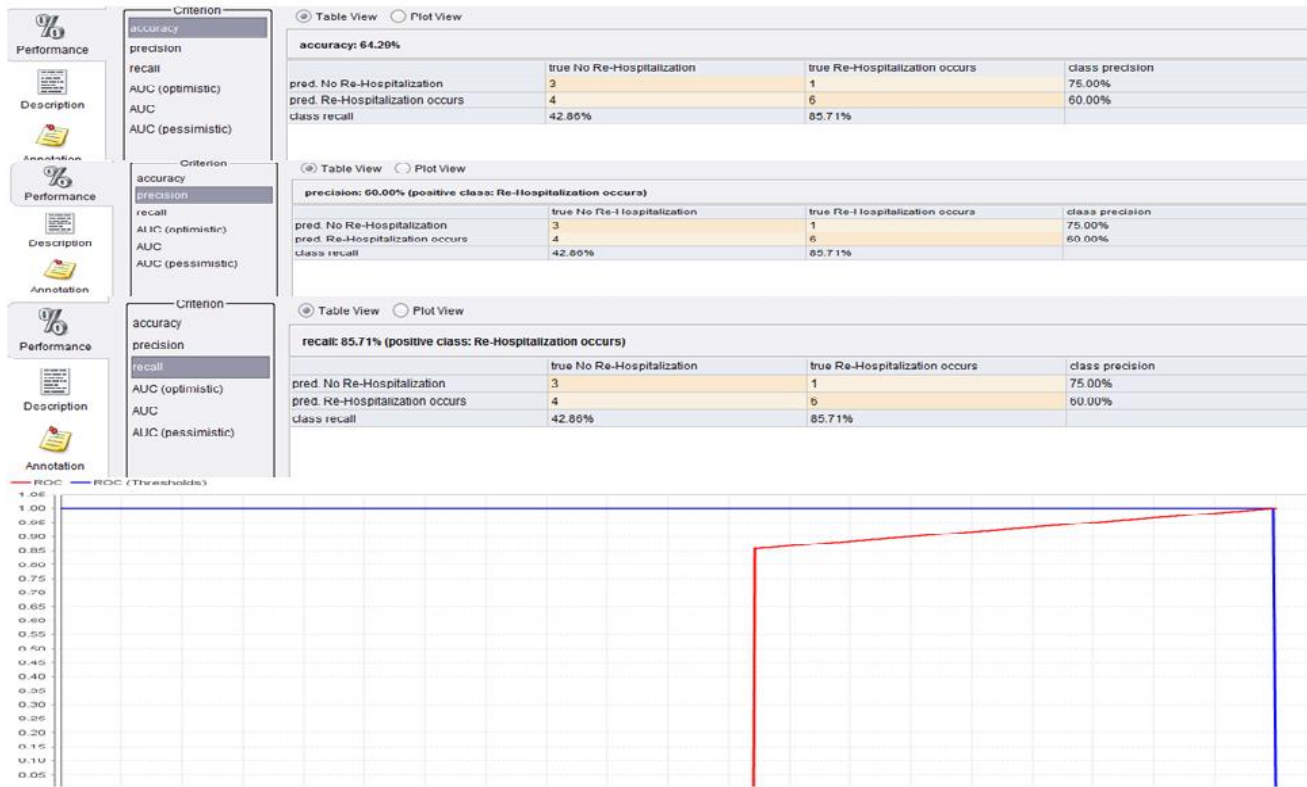 Criterion
Table View Plot View
accuracy
Performance
precision
accuracy: 64.29%
recall
true No Re-Hospitalization true Re-Hospitalization occurs class precision
AUC (optimistic)
pred. No Re-Hospitalization 3 1 75.00%
Description
AUC
pred. Re-Hospitalization occurs 4 6 60.00%
AUC (pessimistic)
class recall 42.86% 85.71%
Annotation
Criterion
Table View Plot View
accuracy
Performance
precision
precision: 60.00% (positive class: Re-Hospitalization occurs)
recall
true No Re-Hospitalization true Re-Hospitalization occurs class precision
AUC (optimistic)
pred. No Re-Hospitalization 3 1 75.00%
Description
AUC
pred. Re-Hospitalization occurs 4 6 60.00%
AUC (pessimistic)
class recall 42.86% 85.71%
Annotation
Criterion
Table View Plot View
accuracy
Performance
precision
recall: 85.71% (positive class: Re-Hospitalization occurs)
recall
true No Re-Hospitalization true Re-Hospitalization occurs class precision
AUC (optimistic)
pred. No Re-Hospitalization 3 1 75.00%
Description
AUC
pred. Re-Hospitalization occurs 4 6 60.00%
AUC (pessimistic)
class recall 42.86% 85.71%
Annotation
ROC ROC (Thresholds)
1.05
1.00
0.95
0.90
0.85
0.80
0.75
0.70
0.65
0.60
0.55
0.50
0.45
0.40
0.35
0.30
0.25
0.20
0.15
0.10
0.05